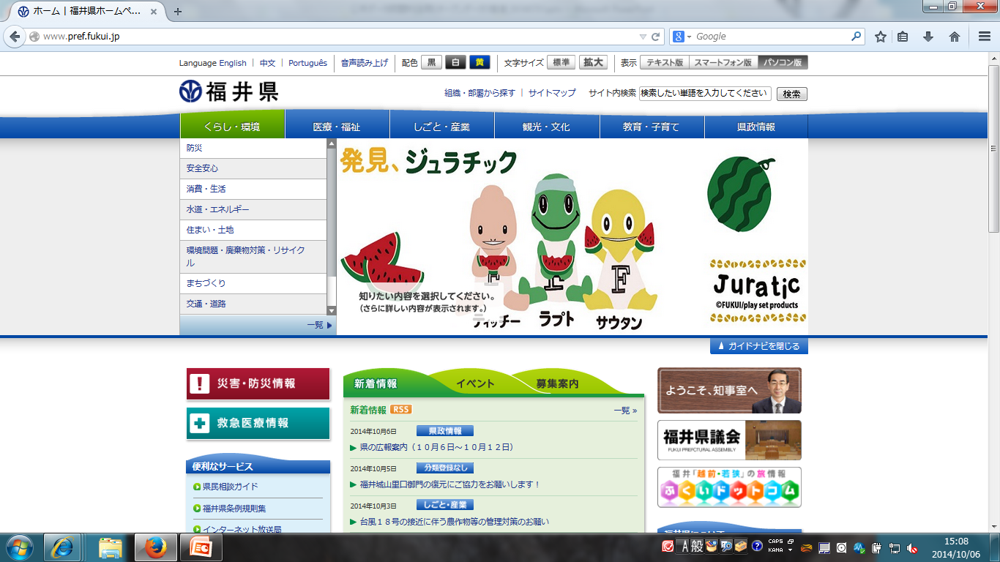 ホーム | 福井県ホームペ...
www.pref.fukui.jp
Google
Language English | 中文 | Português | 音声読み上げ | 配色 黒 白 黄 | 文字サイズ 標準 拡大 | 表示 テキスト版 スマートフォン版 パソコン版
福井県
組織・部署から探す | サイトマップ サイト内検索 検索したい単語を入力してください 検索
くらし・環境 医療・福祉 しごと・産業 観光・文化 教育・子育て 県政情報
防災
安全安心
消費・生活
水道・エネルギー
住まい・土地
環境問題・廃棄物対策・リサイク
ル
まちづくり
交通・道路
一覧
発見、ジュラチック
F
知りたい内容を選択してください。
(さらに詳しい内容が表示されます。)
ティッチー ラプト サウタン
Juratic
©FUKUI/play set products
ガイドナビを閉じる
災害・防災情報
救急医療情報
便利なサービス
県民相談ガイド
福井県条例規則集
インターネット放送局
新着情報 イベント 募集案内
新着情報 RSS 一覧 »
2014年10月6日 県政情報
県の広報案内(10月6日~10月12日)
2014年10月5日 分類登録なし
福井城山里口御門の復元にご協力をお願いします!
2014年10月3日 しごと・産業
台風18号の接近に伴う農作物等の管理対策のお願い
ようこそ、知事室へ
福井県議会
FUKUI PREFCTURAL ASSEMBLY
福井「越前・若狭」の旅情報
ふくいドットコム
A 般 CAPS KANA
15:08
2014/10/06